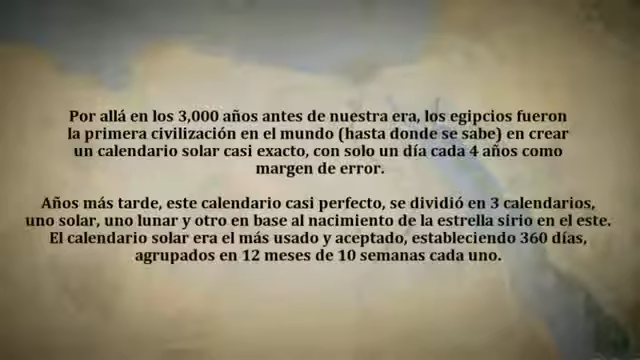 Por allá en los 3,000 años antes de nuestra era, los egipcios fueron
la primera civilización en el mundo (hasta donde se sabe) en crear
un calendario solar casi exacto, con solo un día cada 4 años como
margen de error.
Años más tarde, este calendario casi perfecto, se dividió en 3 calendarios,
uno solar, uno lunar y otro en base al nacimiento de la estrella sirio en el este.
El calendario solar era el más usado y aceptado, estableciendo 360 días,
agrupados en 12 meses de 10 semanas cada uno.